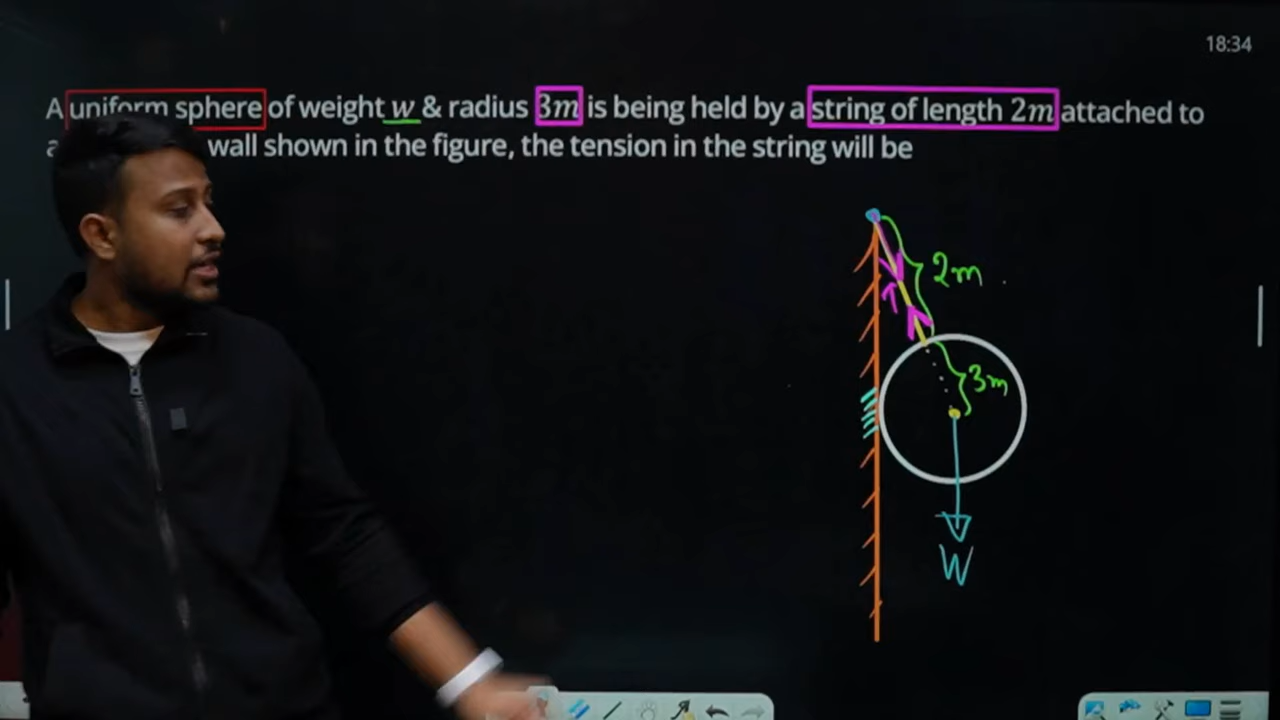 18:34
A uniform sphere of weight w & radius 3m is being held by a string of length 2m attached to
wall shown in the figure, the tension in the string will be
2m
T
3m
W